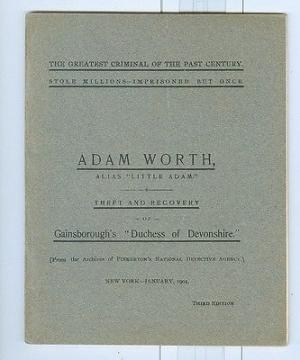 THE GREATEST CRIMINAL OF THE PAST CENTURY.
STOLE MILLIONS—IMPRISONED BUT ONCE
ADAM WORTH,
ALIAS "LITTLE ADAM"
THEFT AND RECOVERY
— OF —
Gainsborough's "Duchess of Devonshire."
[From the Archives of PINKERTON'S NATIONAL DETECTIVE AGENCY.]
NEW YORK—JANUARY, 1904.
THIRD EDITION